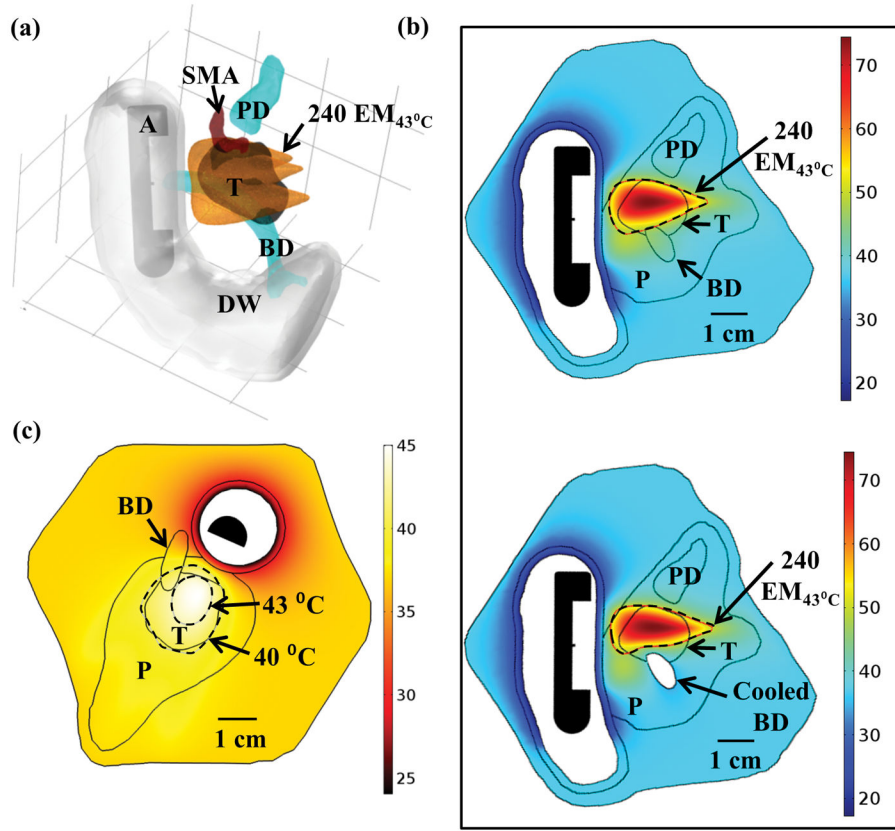 (a)
SMA
PD
240 EM43⁰C
A
T
BD
DW
(b)
PD
240
EM43⁰C
T
P
BD
1 cm
70
60
50
40
30
20
(c)
BD
43 ⁰C
T
40 ⁰C
P
1 cm
45
40
35
30
25
PD
240
EM43⁰C
T
P
Cooled
BD
1 cm
70
60
50
40
30
20